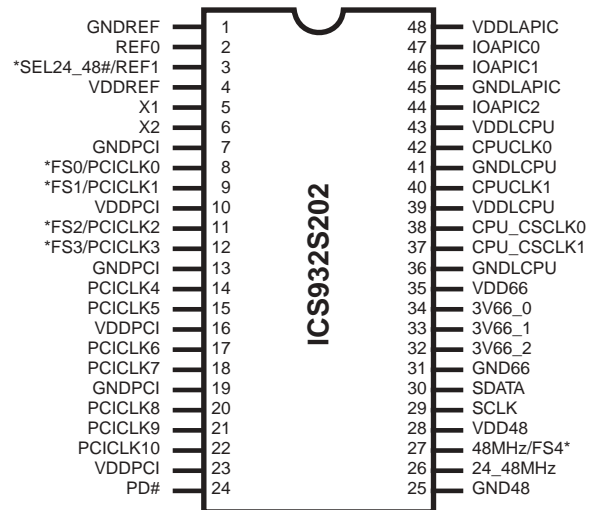 GNDREF 1 48 VDDLAPIC
REF0 2 47 IOAPIC0
*SEL24_48#/REF1 3 46 IOAPIC1
VDDREF 4 45 GNDLAPIC
X1 5 44 IOAPIC2
X2 6 43 VDDLCPU
GNDPCI 7 42 CPUCLK0
*FS0/PCICLK0 8 41 GNDLCPU
*FS1/PCICLK1 9 40 CPUCLK1
VDDPCI 10 39 VDDLCPU
*FS2/PCICLK2 11 38 CPU_CSCLK0
*FS3/PCICLK3 12 37 CPU_CSCLK1
GNDPCI 13 36 GNDLCPU
PCICLK4 14 35 VDD66
PCICLK5 15 34 3V66_0
VDDPCI 16 33 3V66_1
PCICLK6 17 32 3V66_2
PCICLK7 18 31 GND66
GNDPCI 19 30 SDATA
PCICLK8 20 29 SCLK
PCICLK9 21 28 VDD48
PCICLK10 22 27 48MHz/FS4*
VDDPCI 23 26 24_48MHz
PD# 24 25 GND48
ICS932S202